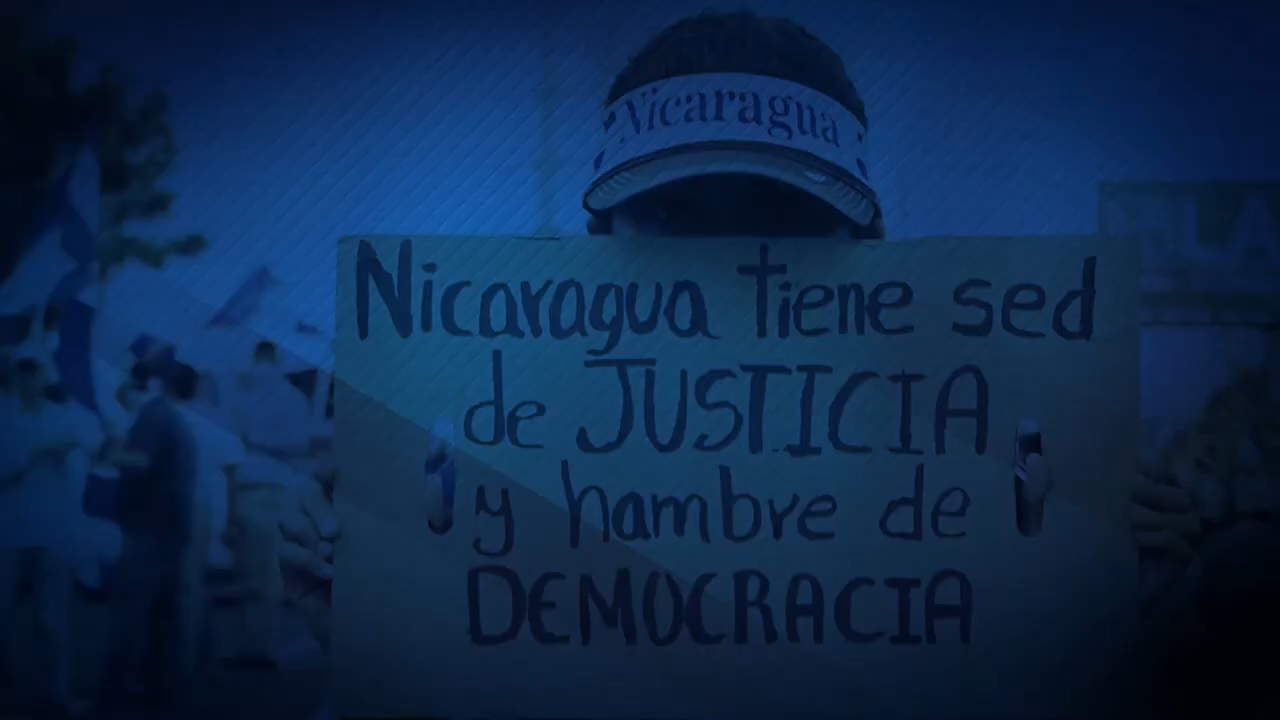 Nicaragua
Nicaragua tiene sed
de JUSTICIA
y hambre de
DEMOCRACIA